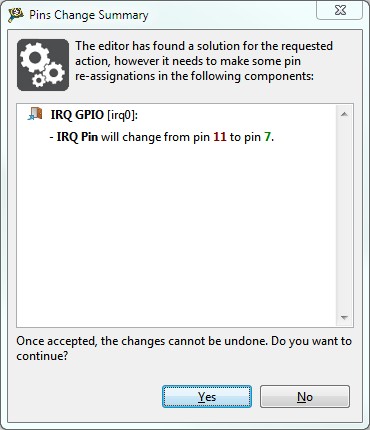 Pins Change Summary
The editor has found a solution for the requested
action, however it needs to make some pin
re-assignations in the following components:
IRQ GPIO [irq0]:
- IRQ Pin will change from pin 11 to pin 7.
Once accepted, the changes cannot be undone. Do you want to
continue?
Yes
No